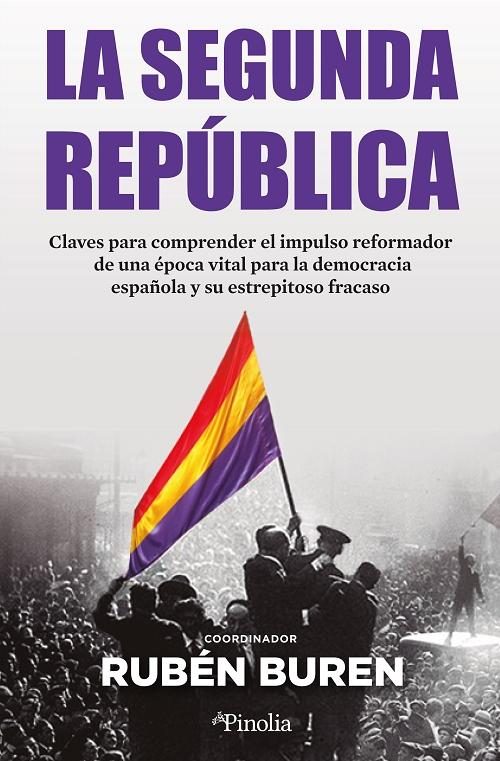 LA SEGUNDA
REPÚBLICA
Claves para comprender el impulso reformador
de una época vital para la democracia
española y su estrepitoso fracaso
COORDINADOR
RUBÉN BUREN
Pinolia